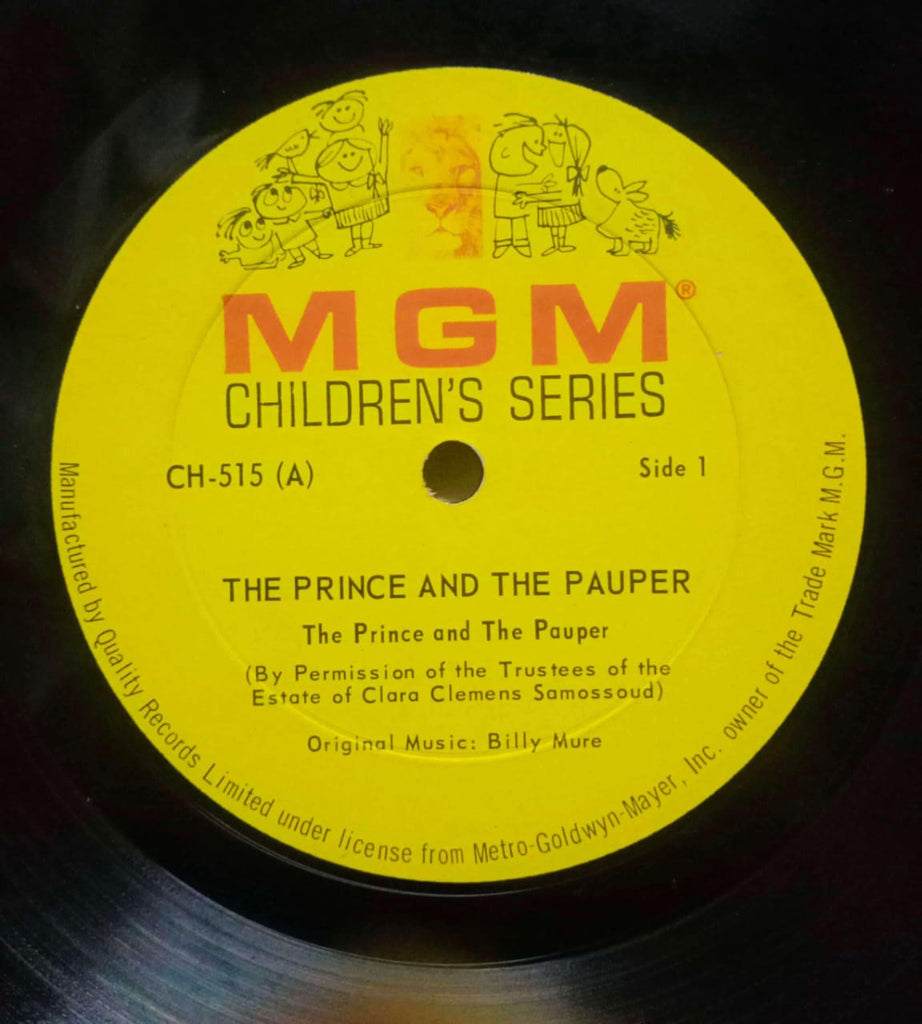 MGM®
CHILDREN'S SERIES
CH-515 (A)
Side 1
THE PRINCE AND THE PAUPER
The Prince and The Pauper
(By Permission of the Trustees of the
Estate of Clara Clemens Samossoud)
Original Music: Billy Mure
Manufactured by Quality Records Limited under license from Metro-Goldwyn-Mayer, Inc. owner of the Trade Mark M.G.M.